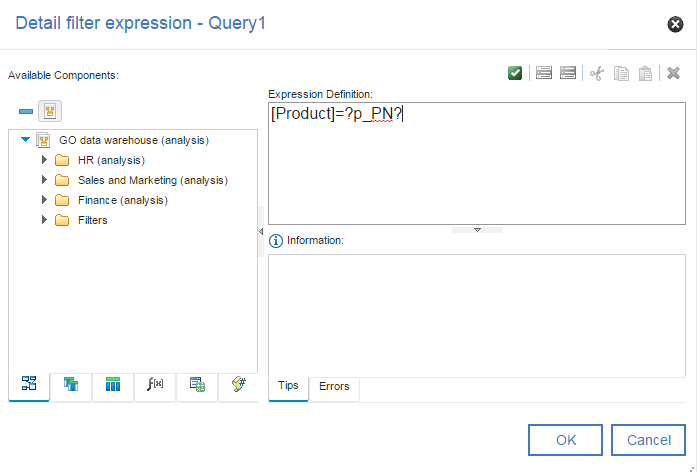 Detail filter expression - Query1
Available Components:
Expression Definition:
[Product]=?p_PN?
GO data warehouse (analysis)
HR (analysis)
Sales and Marketing (analysis)
Finance (analysis)
Filters
Information:
f(x)
Tips Errors
OK Cancel